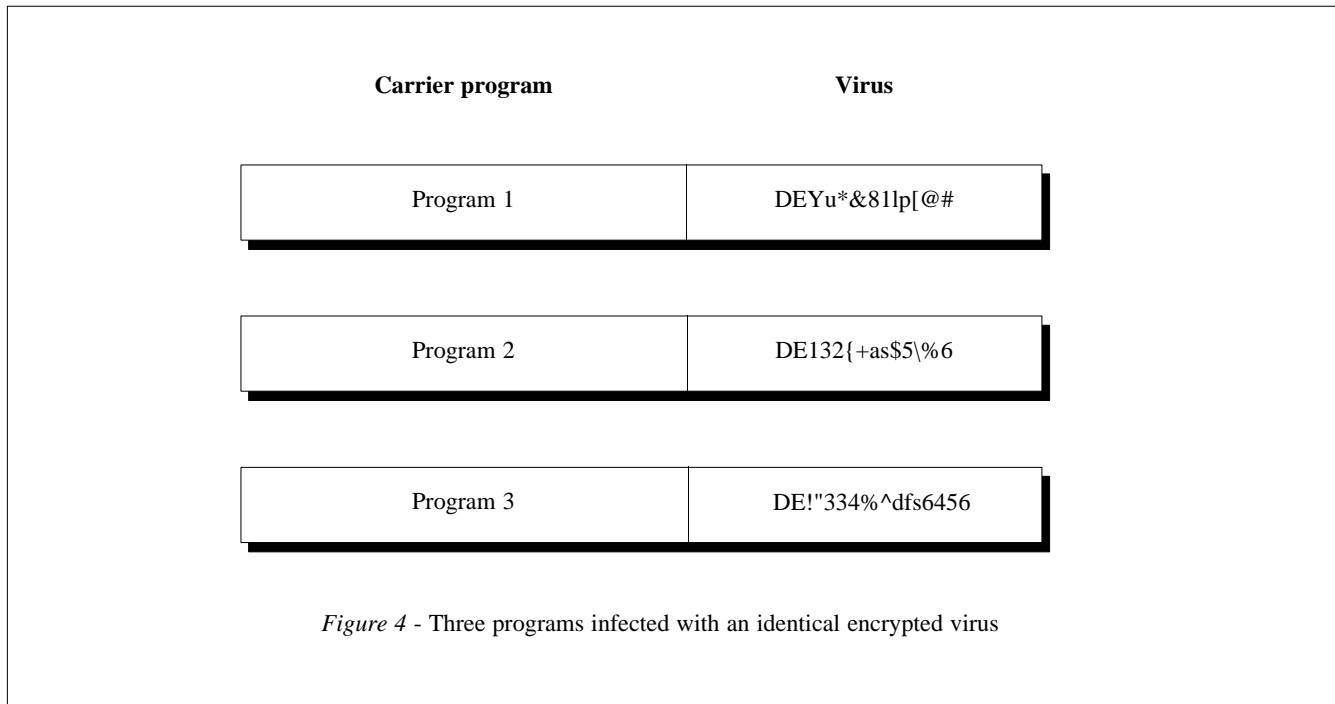 Carrier program Virus
Program 1 DEYu*&81lp[@#
Program 2 DE132{+as$5\%6
Program 3 DE!"334%^dfs6456
Figure 4 - Three programs infected with an identical encrypted virus